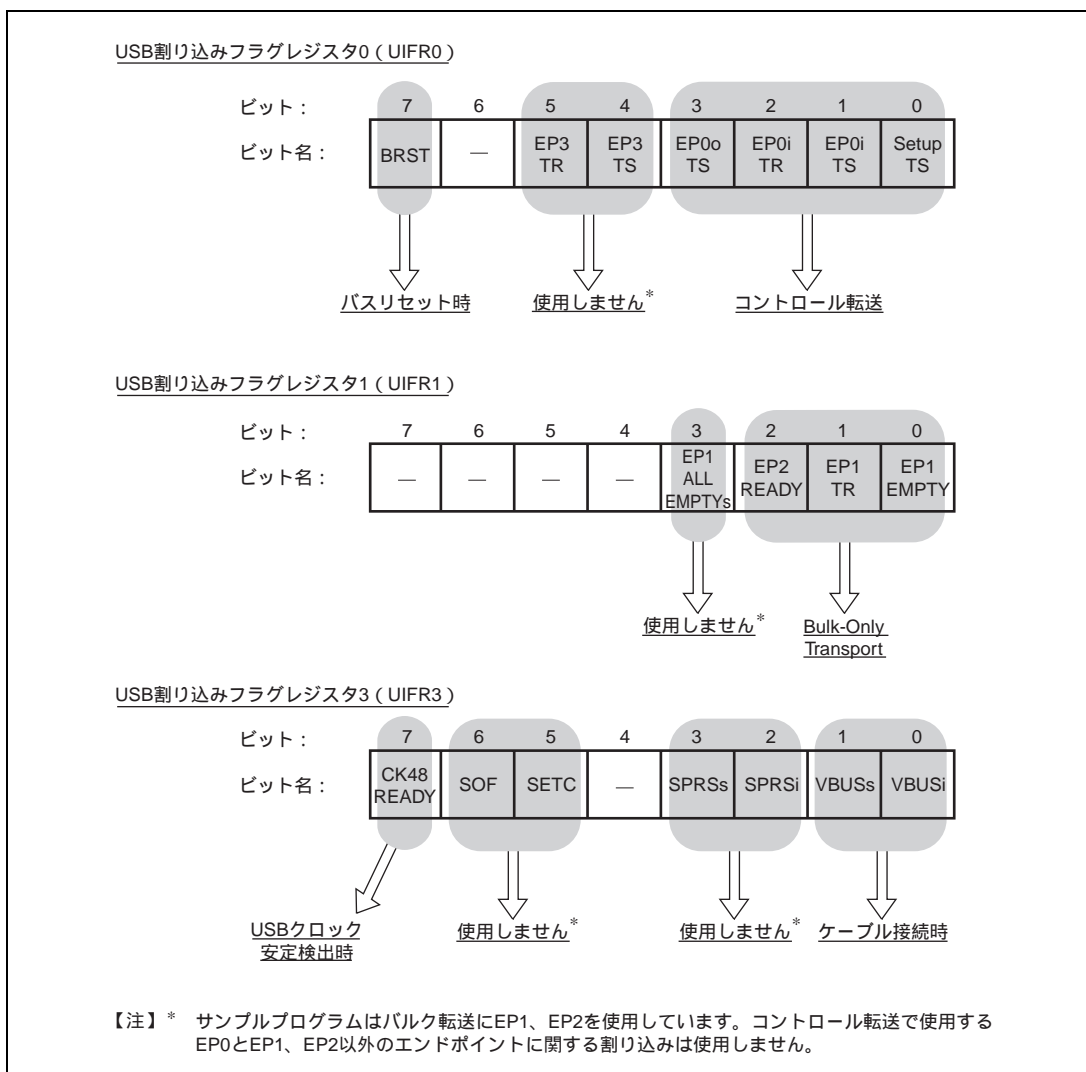 USB割り込みフラグレジスタ0（UIFR0）
ビット： 7 6 5 4 3 2 1 0
ビット名： BRST — EP3 TR EP3 TS EP0o TS EP0i TR EP0i TS Setup TS
バスリセット時 使用しません* コントロール転送
USB割り込みフラグレジスタ1（UIFR1）
ビット： 7 6 5 4 3 2 1 0
ビット名： — — — — EP1 ALL EMPTYs EP2 READY EP1 TR EP1 EMPTY
使用しません* Bulk-Only Transport
USB割り込みフラグレジスタ3（UIFR3）
ビット： 7 6 5 4 3 2 1 0
ビット名： CK48 READY SOF SETC — SPRSs SPRSi VBUSs VBUSi
USBクロック安定検出時 使用しません* 使用しません* ケーブル接続時
【注】* サンプルプログラムはバルク転送にEP1、EP2を使用しています。コントロール転送で使用する
EP0とEP1、EP2以外のエンドポイントに関する割り込みは使用しません。